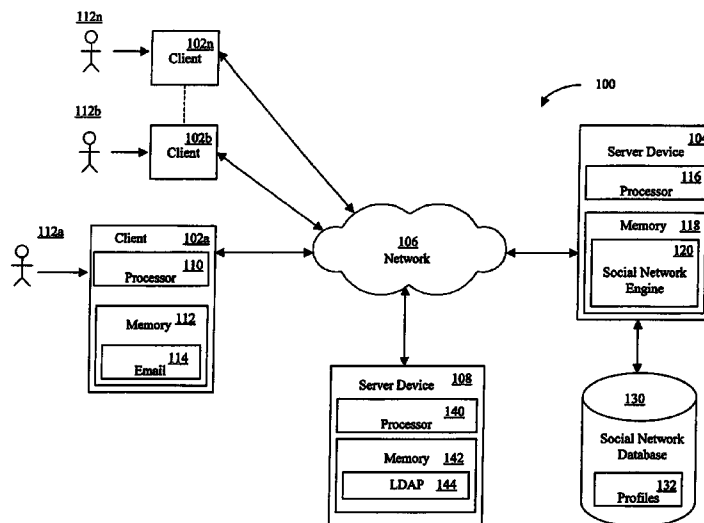 112n
102n
Client
100
112b
102b
Client
104
Server Device
116
Processor
118
Memory
120
Social Network
Engine
112a
Client 102a
110
Processor
Memory 112
114
Email
106
Network
Server Device 108
140
Processor
Memory 142
LDAP 144
130
Social Network
Database
132
Profiles